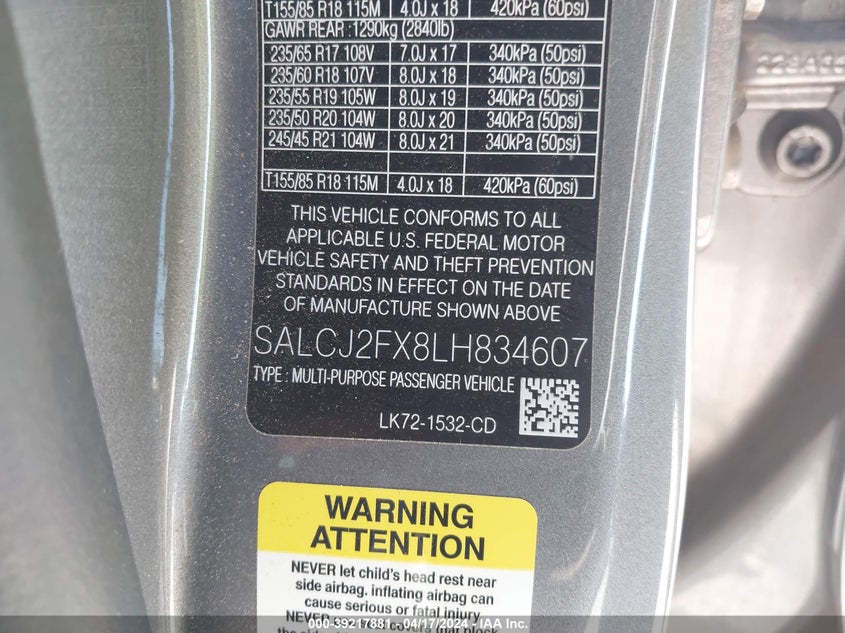 T155/85 R18 115M 4.0J x 18 420kPa (60psi)
GAWR REAR : 1290kg (2840lb)
235/65 R17 108V 7.0J x 17 340kPa (50psi)
235/60 R18 107V 8.0J x 18 340kPa (50psi)
235/55 R19 105W 8.0J x 19 340kPa (50psi)
235/50 R20 104W 8.0J x 20 340kPa (50psi)
245/45 R21 104W 8.0J x 21 340kPa (50psi)
T155/85 R18 115M 4.0J x 18 420kPa (60psi)
THIS VEHICLE CONFORMS TO ALL
APPLICABLE U.S. FEDERAL MOTOR
VEHICLE SAFETY AND THEFT PREVENTION
STANDARDS IN EFFECT ON THE DATE
OF MANUFACTURE SHOWN ABOVE
SALCJ2FX8LH834607
TYPE : MULTI-PURPOSE PASSENGER VEHICLE
LK72-1532-CD
WARNING
ATTENTION
NEVER let child's head rest near
side airbag. inflating airbag can
cause serious or fatal injury
NEVER
000-39217881 - 04/17/2024 - IAA Inc.